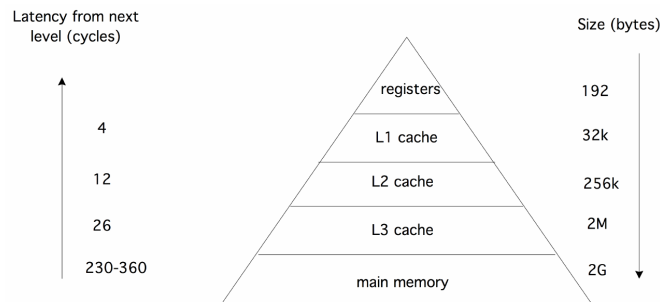 Latency from next
level (cycles)
Size (bytes)
registers
192
4
L1 cache
32k
12
L2 cache
256k
26
L3 cache
2M
230-360
main memory
2G